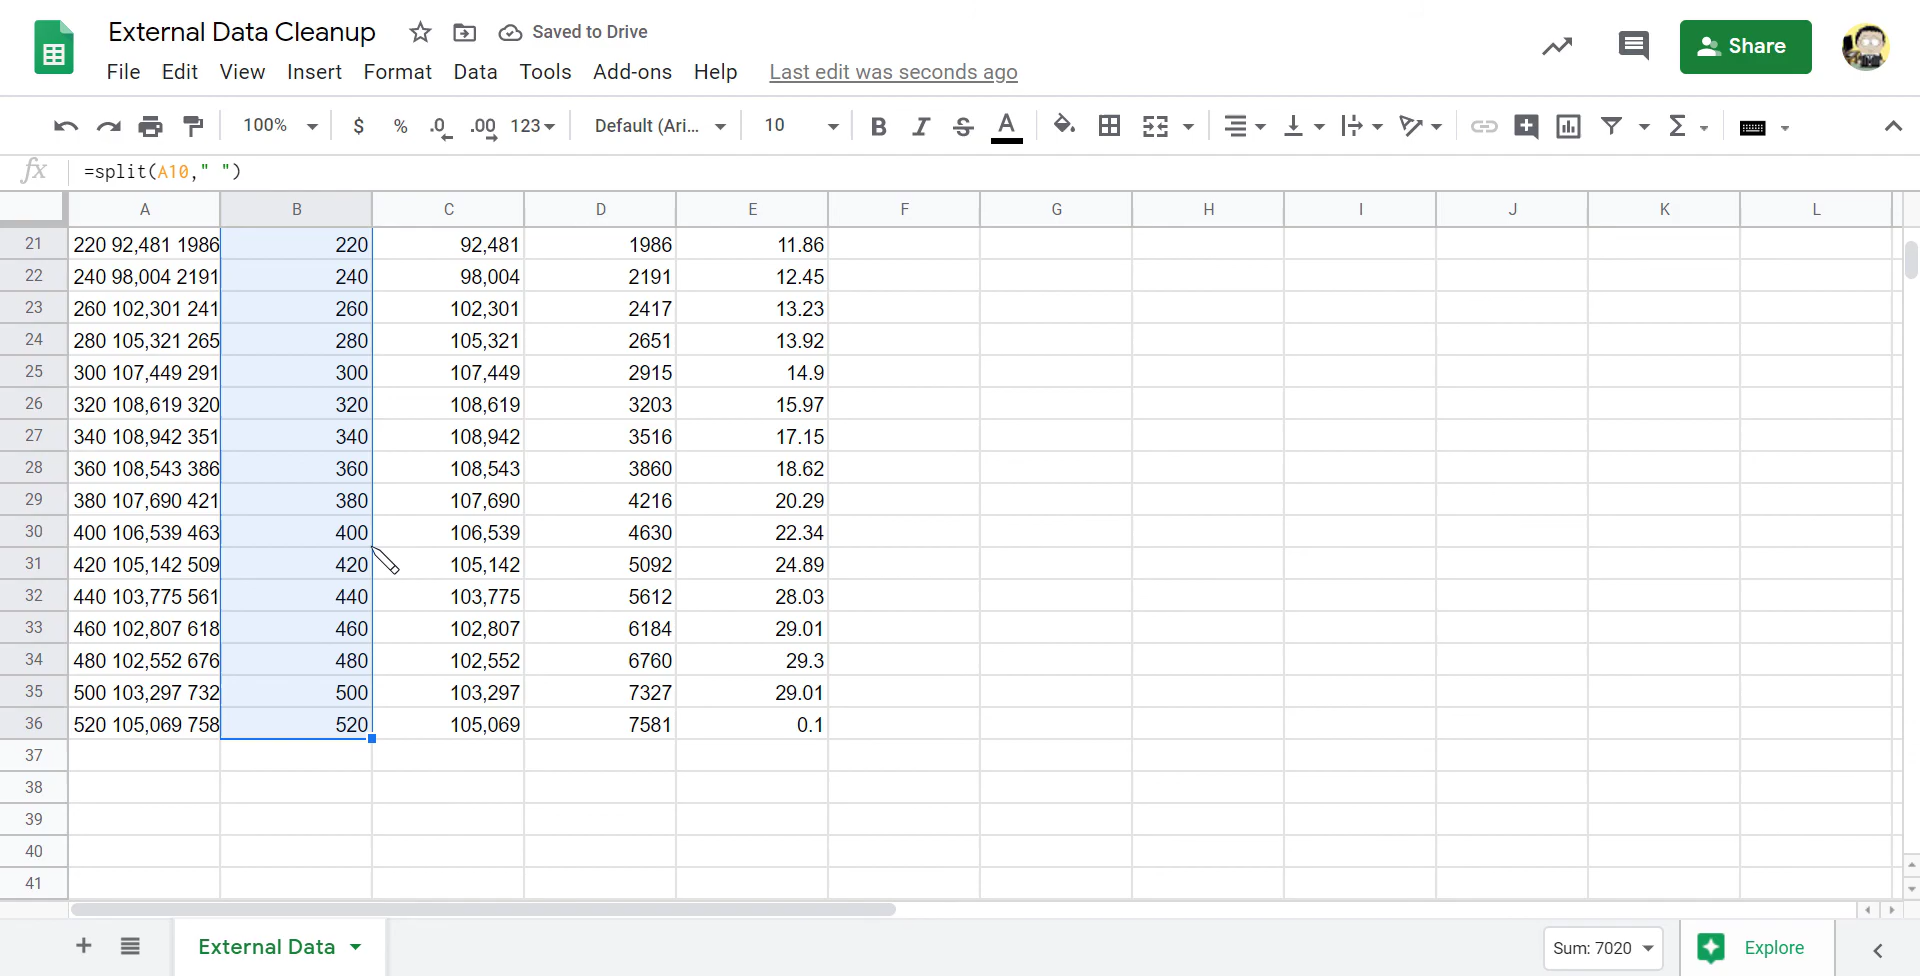 External Data Cleanup Saved to Drive
File Edit View Insert Format Data Tools Add-ons Help Last edit was seconds ago
Share
100% $ % .0 .00 123 Default (Ari... 10 B I S A Σ
fx =split(A10," ")
A B C D E F G H I J K L
21 220 92,481 1986 220 92,481 1986 11.86
22 240 98,004 2191 240 98,004 2191 12.45
23 260 102,301 241 260 102,301 2417 13.23
24 280 105,321 265 280 105,321 2651 13.92
25 300 107,449 291 300 107,449 2915 14.9
26 320 108,619 320 320 108,619 3203 15.97
27 340 108,942 351 340 108,942 3516 17.15
28 360 108,543 386 360 108,543 3860 18.62
29 380 107,690 421 380 107,690 4216 20.29
30 400 106,539 463 400 106,539 4630 22.34
31 420 105,142 509 420 105,142 5092 24.89
32 440 103,775 561 440 103,775 5612 28.03
33 460 102,807 618 460 102,807 6184 29.01
34 480 102,552 676 480 102,552 6760 29.3
35 500 103,297 732 500 103,297 7327 29.01
36 520 105,069 758 520 105,069 7581 0.1
37
38
39
40
41
External Data Sum: 7020 Explore